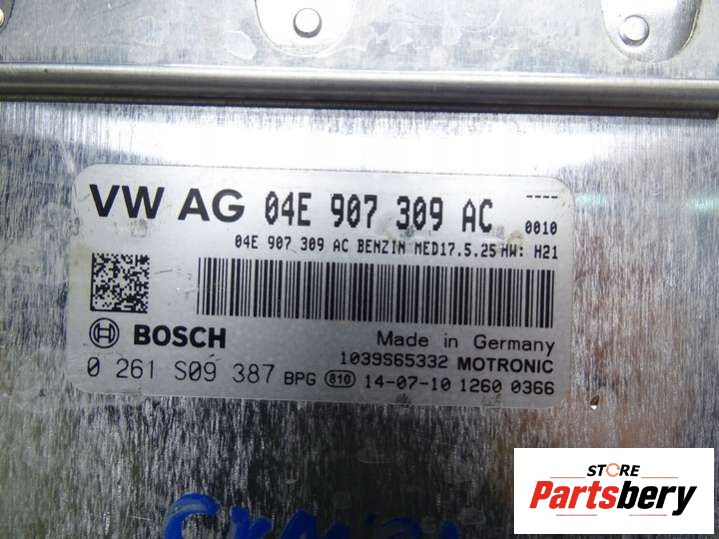 VW AG 04E 907 309 AC ---- 0010
04E 907 309 AC BENZIN MED17.5.25 HW: H21
BOSCH Made in Germany
1039S65332 MOTRONIC
0 261 S09 387 BPG 810 14-07-10 1260 0366
STORE
Partsbery